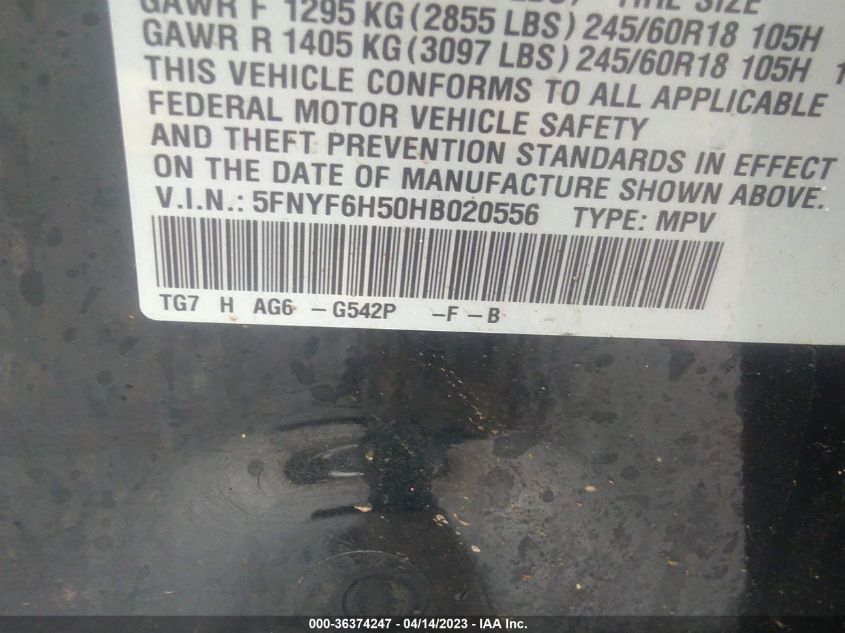 TIRE SIZE
GAWR F 1295 KG (2855 LBS) 245/60R18 105H
GAWR R 1405 KG (3097 LBS) 245/60R18 105H
THIS VEHICLE CONFORMS TO ALL APPLICABLE
FEDERAL MOTOR VEHICLE SAFETY
AND THEFT PREVENTION STANDARDS IN EFFECT
ON THE DATE OF MANUFACTURE SHOWN ABOVE.
V.I.N.: 5FNYF6H50HB020556 TYPE: MPV
TG7 H AG6 - G542P - F - B
000-36374247 - 04/14/2023 - IAA Inc.